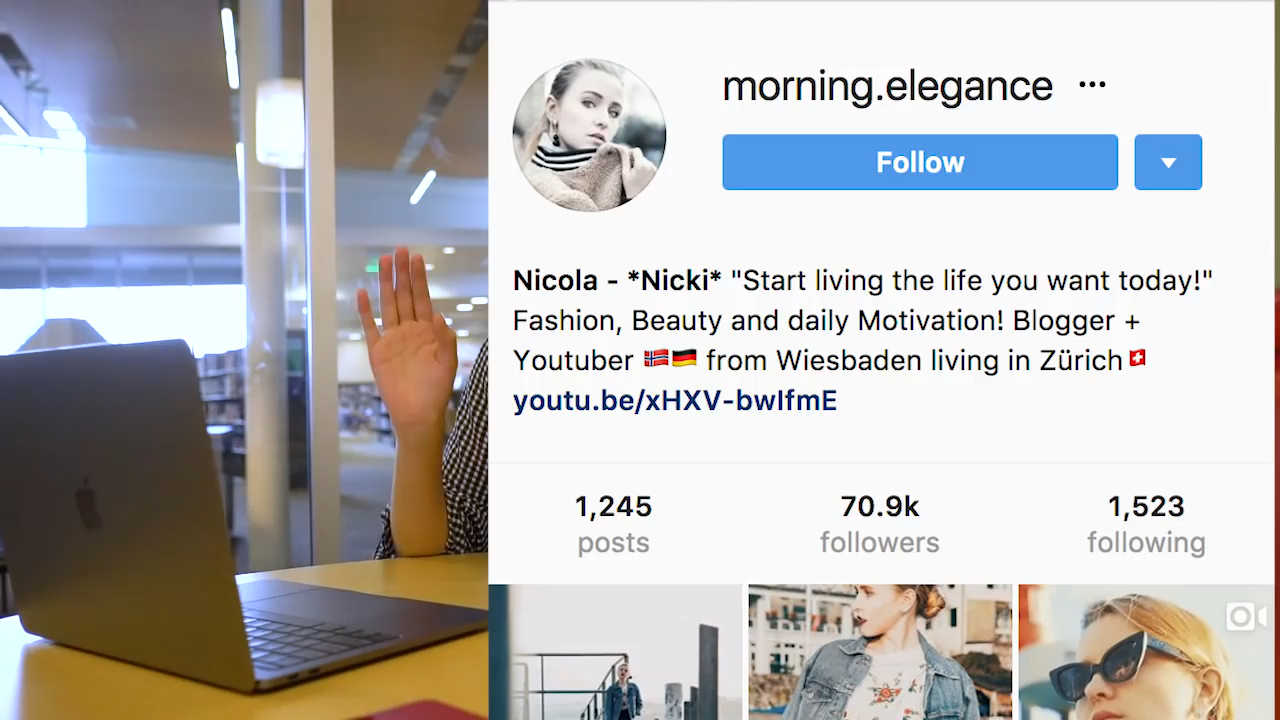 morning.elegance ...
Follow
Nicola - *Nicki* "Start living the life you want today!"
Fashion, Beauty and daily Motivation! Blogger +
Youtuber 🇳🇴🇩🇪 from Wiesbaden living in Zürich🇨🇭
youtu.be/xHXV-bwIfmE
1,245 70.9k 1,523
posts followers following